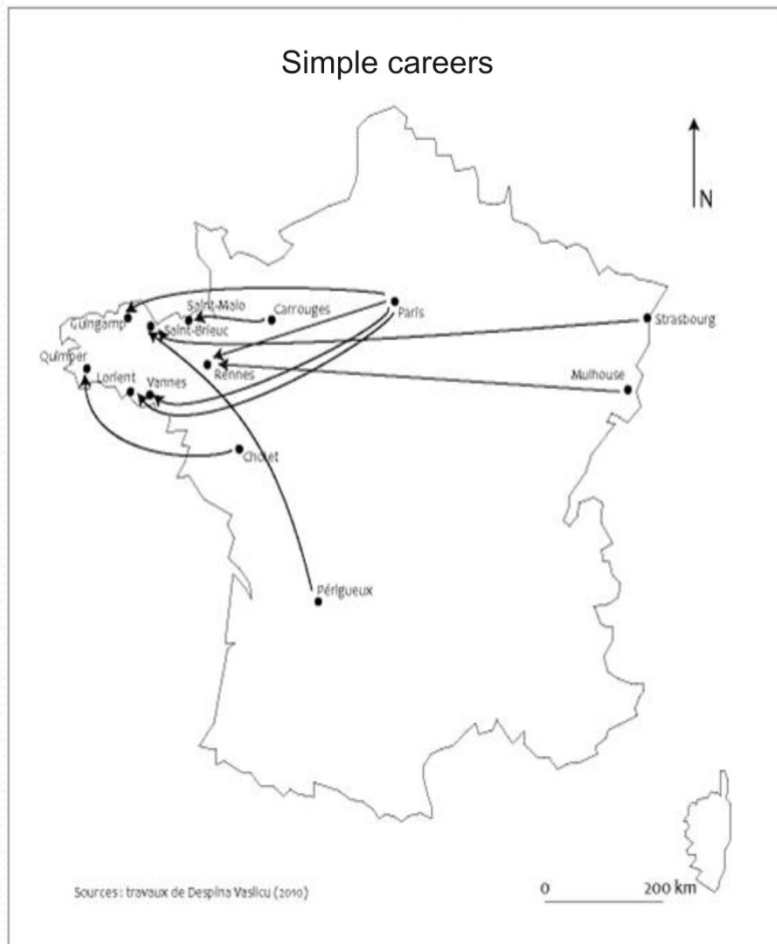 Simple careers
N
Saint-Malo
Carrouges
Paris
Guingamp
Saint-Brieuc
Strasbourg
Quimper
Rennes
Mulhouse
Lorient
Vannes
Cholet
Périgueux
Sources : travaux de Despina Vasilcu (2010)
0 200 km